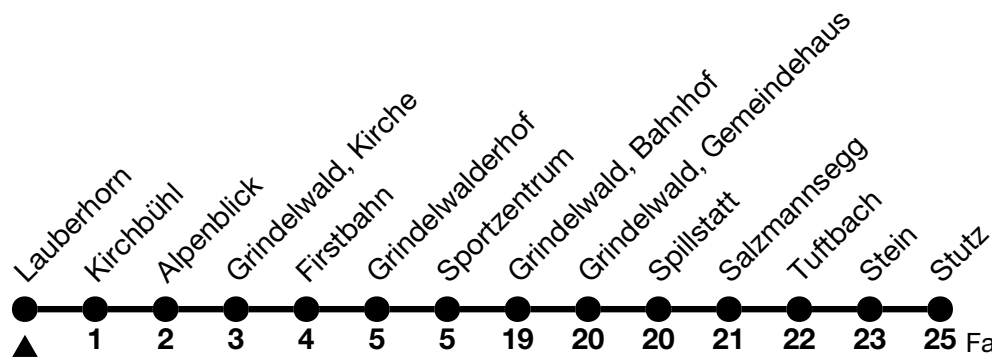 Lauberhorn
Kirchbühl
Alpenblick
Grindelwald, Kirche
Firstbahn
Grindelwalderhof
Sportzentrum
Grindelwald, Bahnhof
Grindelwald, Gemeindehaus
Spillstatt
Salzmannsegg
Tuftbach
Stein
Stutz
1 2 3 4 5 5 19 20 20 21 22 23 25 Fa